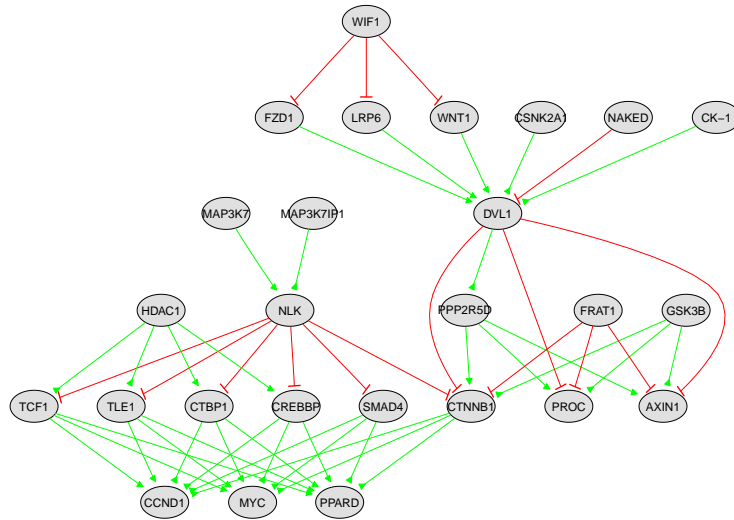 WIF1
FZD1 LRP6 WNT1 CSNK2A1 NAKED CK−1
MAP3K7 MAP3K7IP1 DVL1
HDAC1 NLK PPP2R5D FRAT1 GSK3B
TCF1 TLE1 CTBP1 CREBBP SMAD4 CTNNB1 PROC AXIN1
CCND1 MYC PPARD